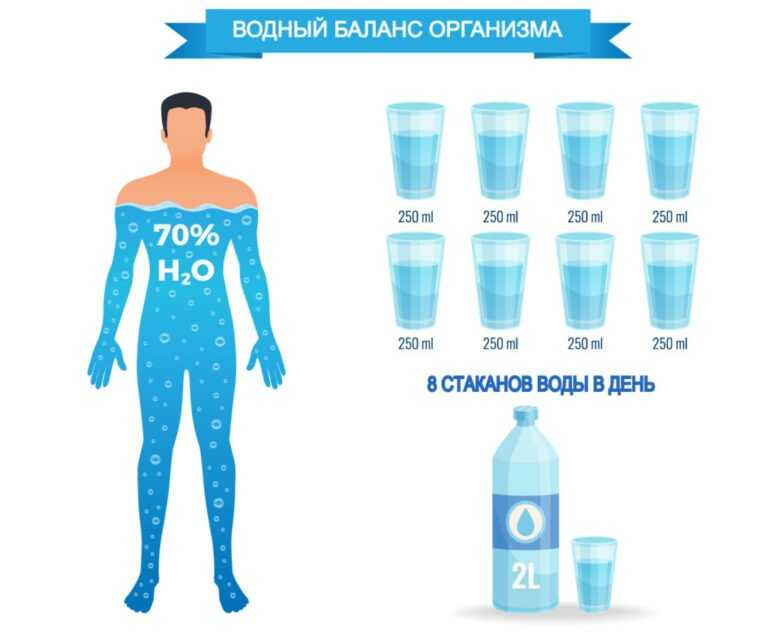 ВОДНЫЙ БАЛАНС ОРГАНИЗМА
70%
H₂O
250 ml 250 ml 250 ml 250 ml
250 ml 250 ml 250 ml 250 ml
8 СТАКАНОВ ВОДЫ В ДЕНЬ
2L